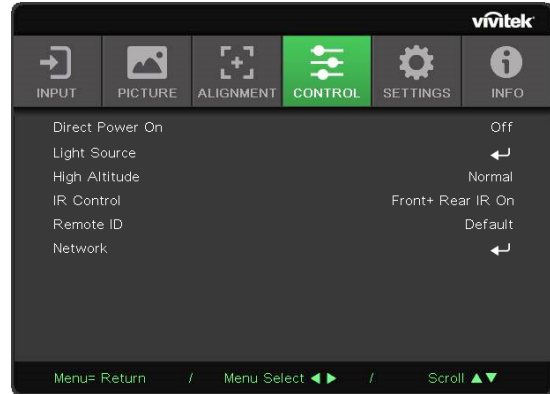 vivitek
INPUT PICTURE ALIGNMENT CONTROL SETTINGS INFO
Direct Power On Off
Light Source
High Altitude Normal
IR Control Front+ Rear IR On
Remote ID Default
Network
Menu= Return / Menu Select ◀ ▶ / Scroll ▲▼